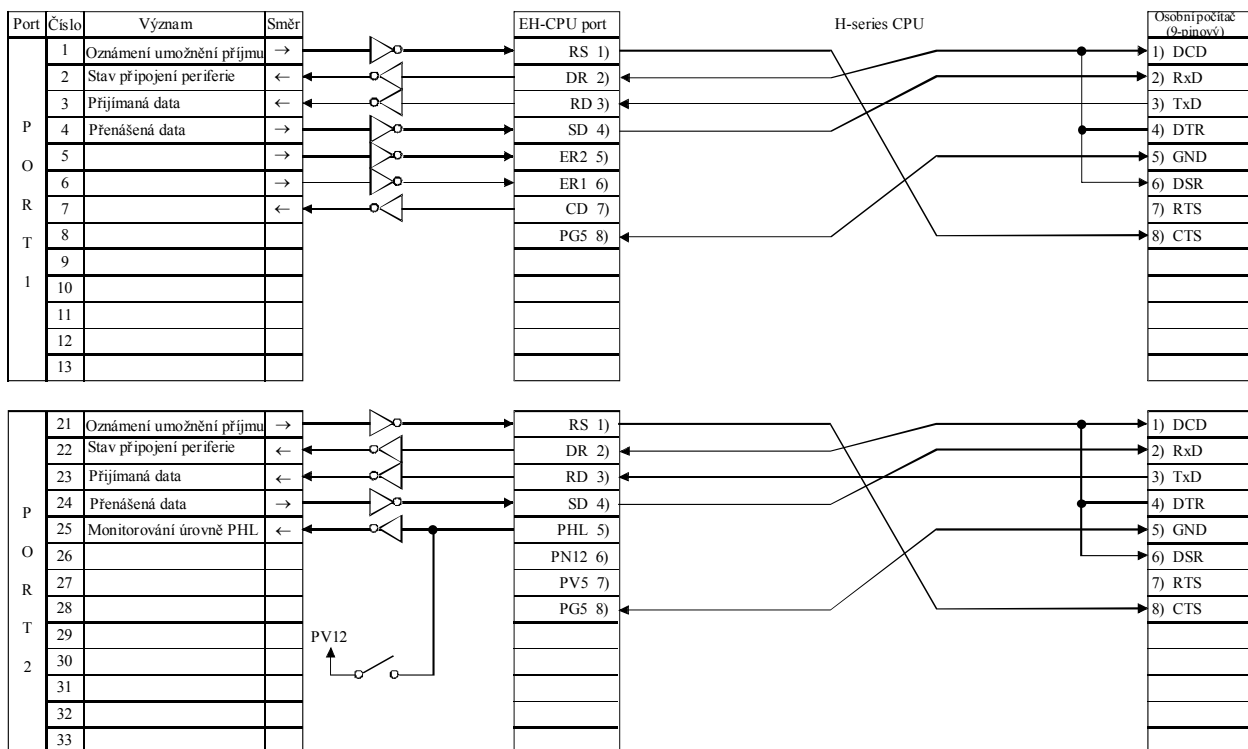 Port Číslo Význam Směr EH-CPU port H-series CPU Osobní počítač
(9-pinový)
1 Oznámení umožnění příjmu → RS 1) 1) DCD
2 Stav připojení periferie ← DR 2) 2) RxD
3 Přijímaná data ← RD 3) 3) TxD
P 4 Přenášená data → SD 4) 4) DTR
O 5 → ER2 5) 5) GND
6 → ER1 6) 6) DSR
R 7 ← CD 7) 7) RTS
T 8 PG5 8) 8) CTS
9
1 10
11
12
13
21 Oznámení umožnění příjmu → RS 1) 1) DCD
22 Stav připojení periferie ← DR 2) 2) RxD
23 Přijímaná data ← RD 3) 3) TxD
P 24 Přenášená data → SD 4) 4) DTR
25 Monitorování úrovně PHL ← PHL 5) 5) GND
O 26 PN12 6) 6) DSR
R 27 PV5 7) 7) RTS
28 PG5 8) 8) CTS
T 29 PV12
2 30
31
32
33